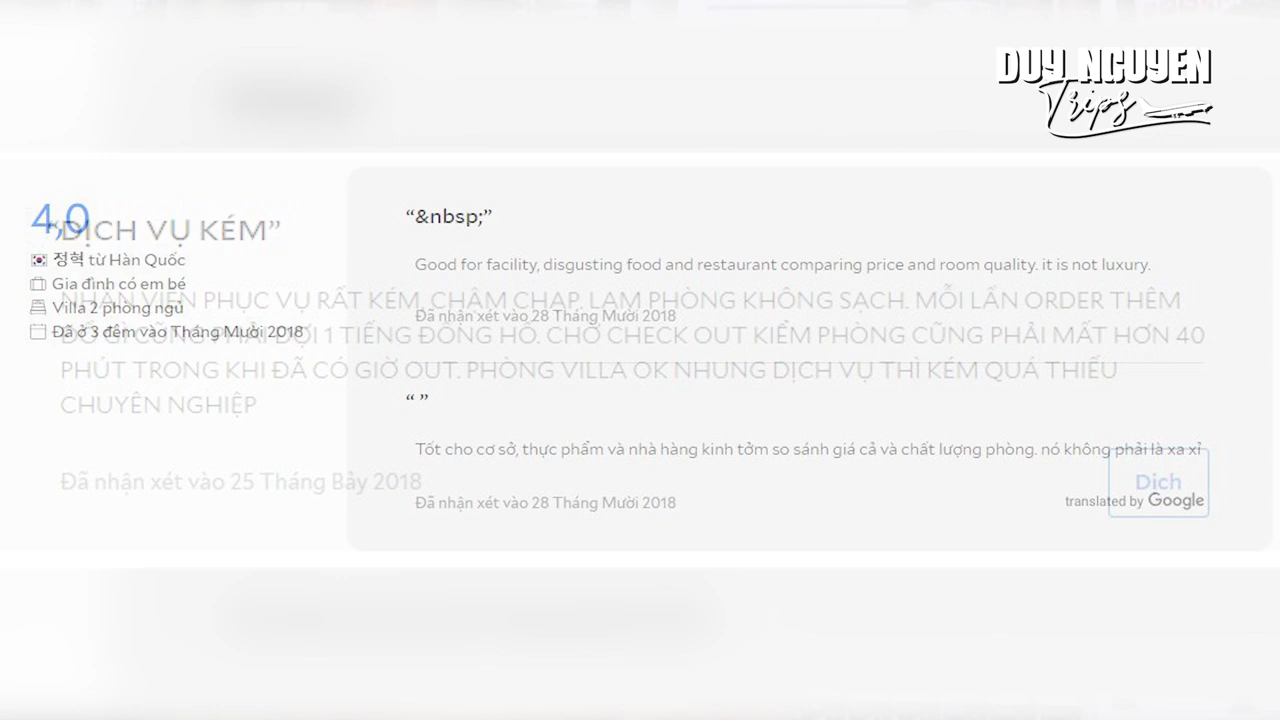 DUY NGUYEN
Trips
4,0
정혁 từ Hàn Quốc
Gia đình có em bé
Villa 2 phòng ngủ
Đã ở 3 đêm vào Tháng Mười 2018
“&nbsp;”
Good for facility, disgusting food and restaurant comparing price and room quality. it is not luxury.
Đã nhận xét vào 28 Tháng Mười 2018
“ ”
Tốt cho cơ sở, thực phẩm và nhà hàng kinh tởm so sánh giá cả và chất lượng phòng. nó không phải là xa xỉ
Đã nhận xét vào 28 Tháng Mười 2018
translated by Google
“DỊCH VỤ KÉM”
NHÂN VIÊN PHỤC VỤ RẤT KÉM, CHẬM CHẠP, LÀM PHÒNG KHÔNG SẠCH. MỖI LẦN ORDER THÊM
ĐỢI 1 TIẾNG ĐỒNG HỒ. CHỜ CHECK OUT KIỂM PHÒNG CŨNG PHẢI MẤT HƠN 40
PHÚT TRONG KHI ĐÃ CÓ GIỜ OUT. PHÒNG VILLA OK NHUNG DỊCH VỤ THÌ KÉM QUÁ THIẾU
CHUYÊN NGHIỆP
Đã nhận xét vào 25 Tháng Bảy 2018
Dịch